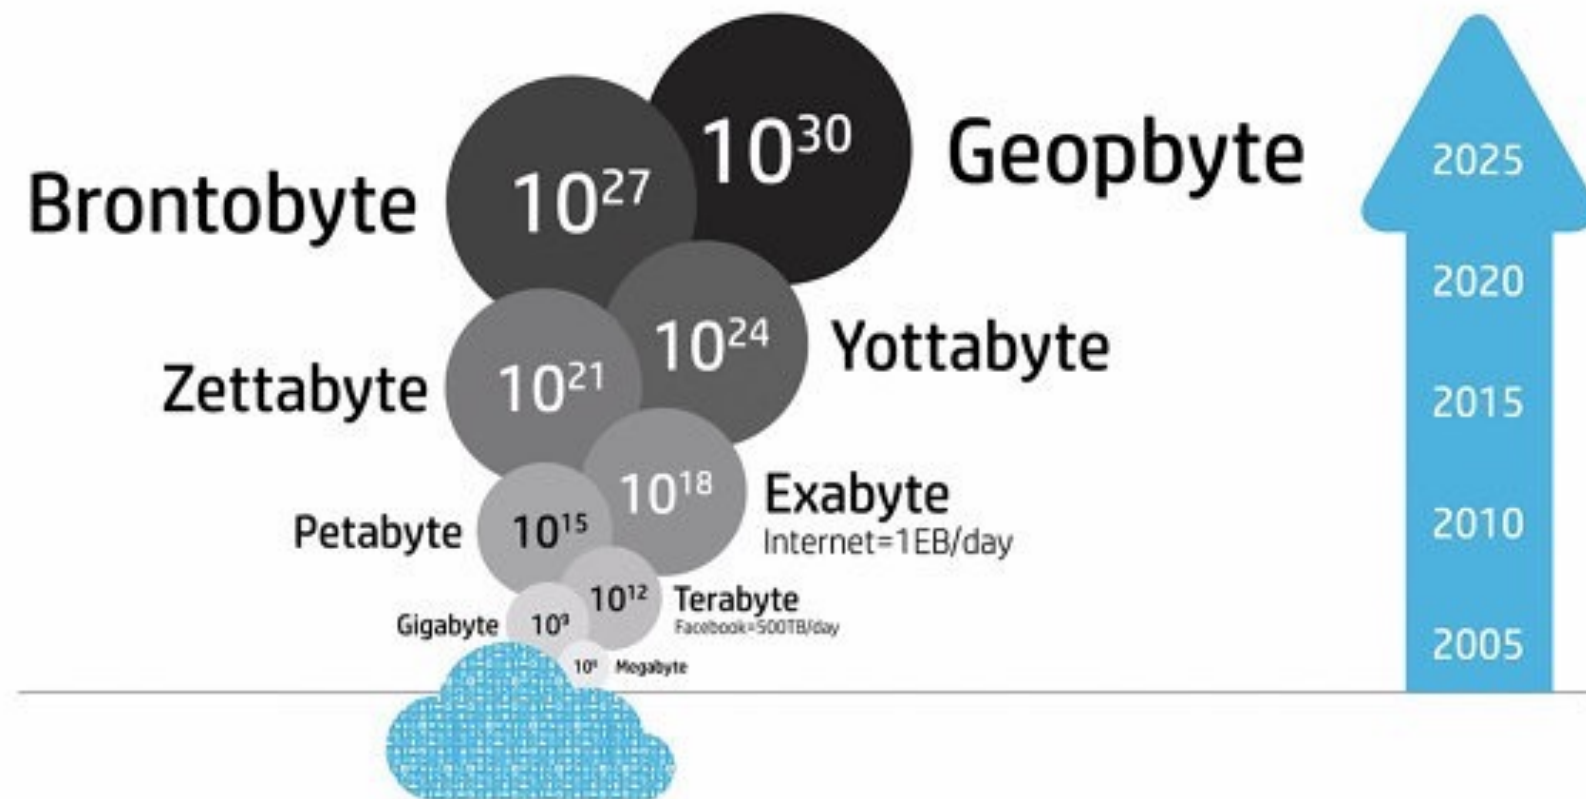 10³⁰ Geopbyte
Brontobyte 10²⁷
10²⁴ Yottabyte
Zettabyte 10²¹
10¹⁸ Exabyte
Internet=1EB/day
Petabyte 10¹⁵
10¹² Terabyte
Facebook=500TB/day
Gigabyte 10⁹
Megabyte
2025
2020
2015
2010
2005